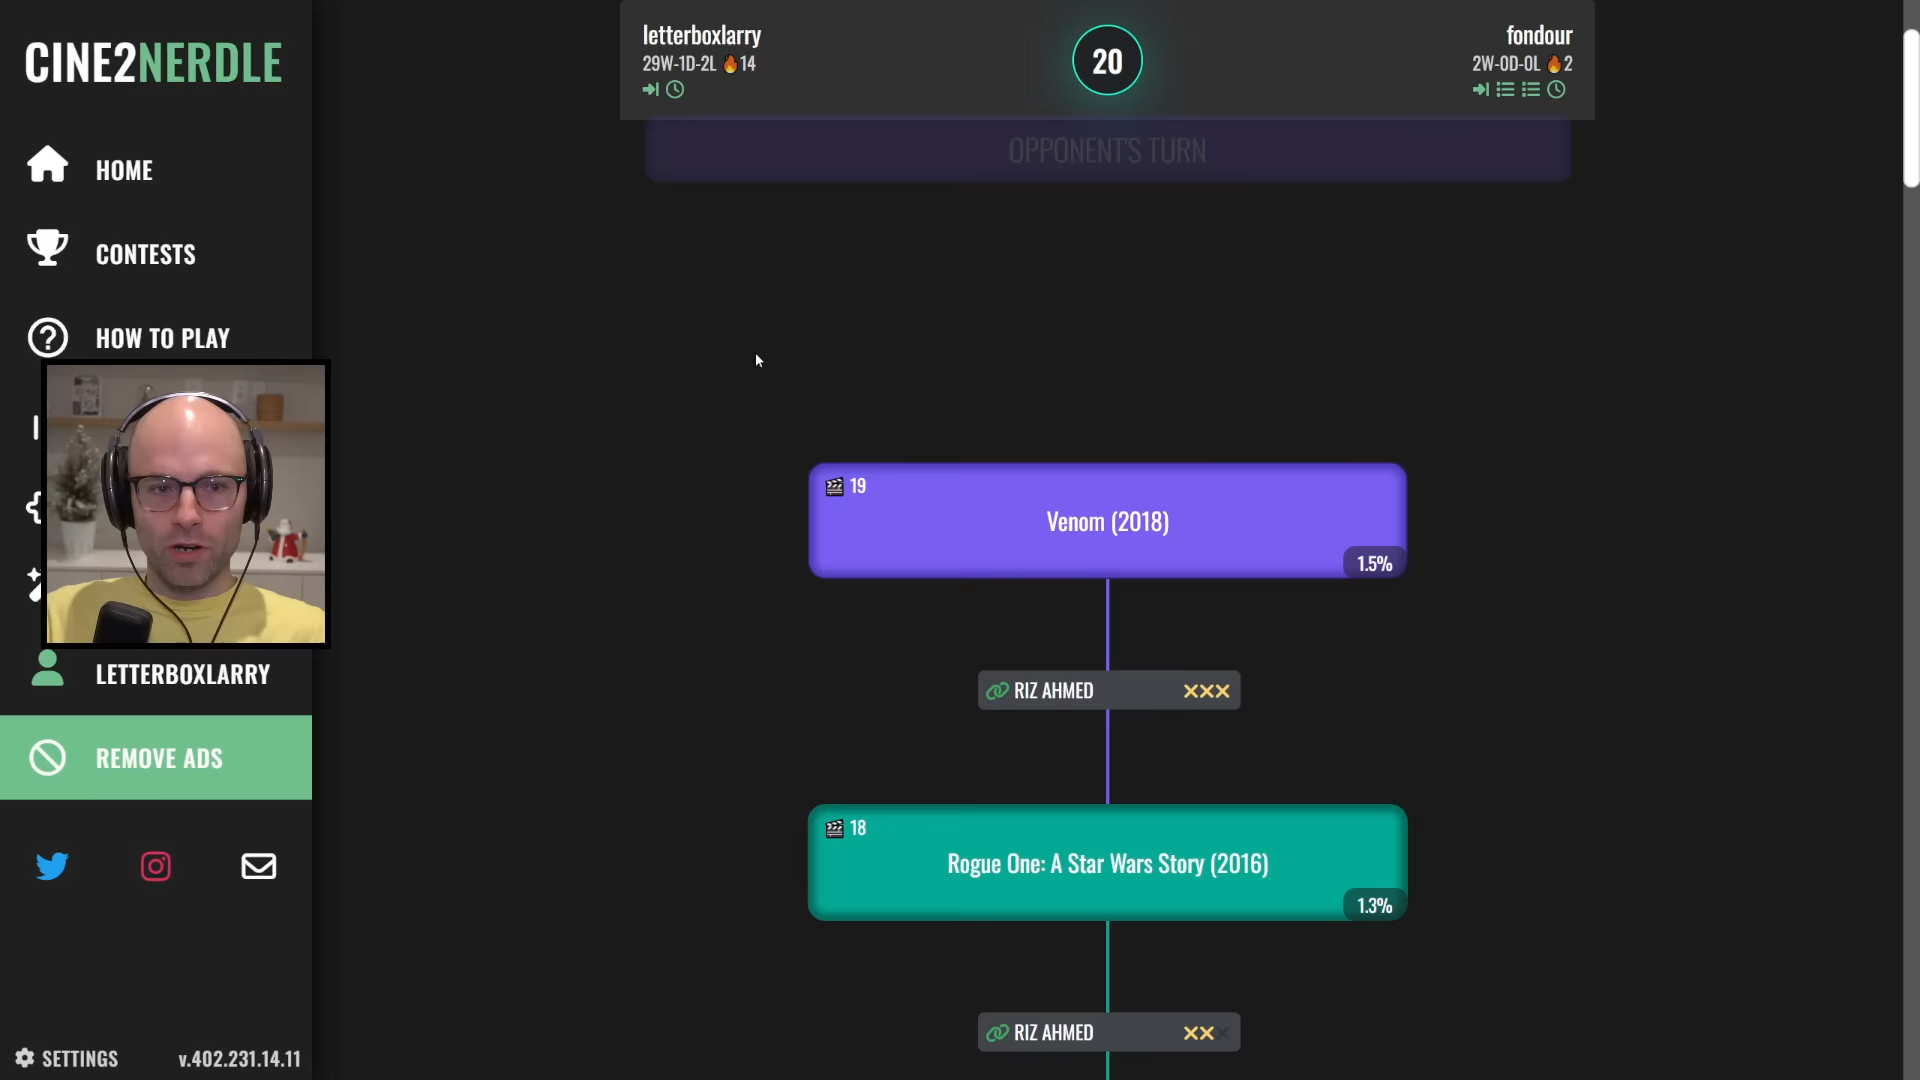 CINE2NERDLE
HOME
CONTESTS
HOW TO PLAY
LETTERBOXLARRY
REMOVE ADS
SETTINGS
v.402.231.14.11
letterboxlarry
29W-1D-2L 🔥14
20
fondour
2W-0D-0L 🔥2
OPPONENT'S TURN
19
Venom (2018)
1.5%
RIZ AHMED
18
Rogue One: A Star Wars Story (2016)
1.3%
RIZ AHMED